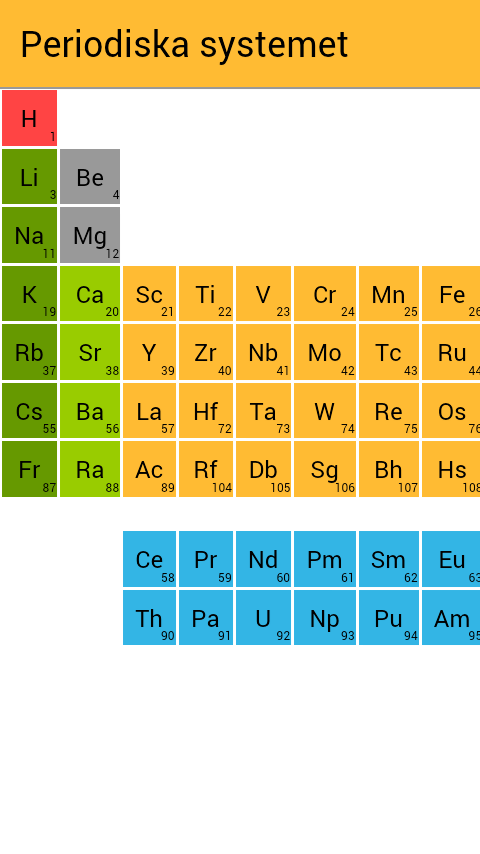 Periodiska systemet
H 1
Li 3 Be 4
Na 11 Mg 12
K 19 Ca 20 Sc 21 Ti 22 V 23 Cr 24 Mn 25 Fe 26
Rb 37 Sr 38 Y 39 Zr 40 Nb 41 Mo 42 Tc 43 Ru 44
Cs 55 Ba 56 La 57 Hf 72 Ta 73 W 74 Re 75 Os 76
Fr 87 Ra 88 Ac 89 Rf 104 Db 105 Sg 106 Bh 107 Hs 108
Ce 58 Pr 59 Nd 60 Pm 61 Sm 62 Eu 63
Th 90 Pa 91 U 92 Np 93 Pu 94 Am 95